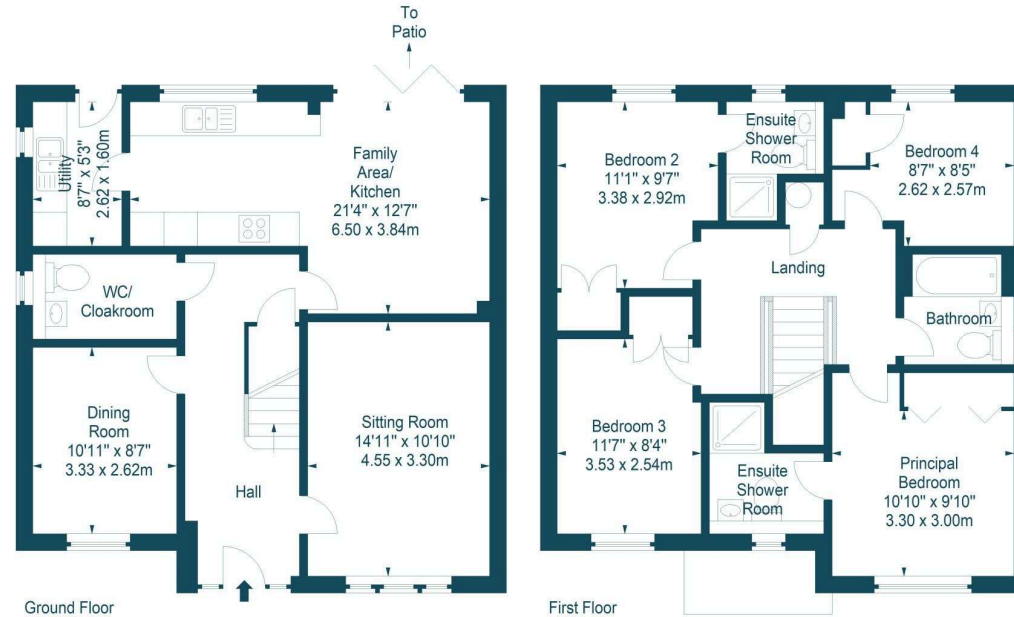 To
Patio
Utility
8'7" x 5'3"
2.62 x 1.60m
Family
Area/
Kitchen
21'4" x 12'7"
6.50 x 3.84m
WC/
Cloakroom
Dining
Room
10'11" x 8'7"
3.33 x 2.62m
Hall
Sitting Room
14'11" x 10'10"
4.55 x 3.30m
Ground Floor
Bedroom 2
11'1" x 9'7"
3.38 x 2.92m
Ensuite
Shower
Room
Bedroom 4
8'7" x 8'5"
2.62 x 2.57m
Landing
Bathroom
Bedroom 3
11'7" x 8'4"
3.53 x 2.54m
Ensuite
Shower
Room
Principal
Bedroom
10'10" x 9'10"
3.30 x 3.00m
First Floor